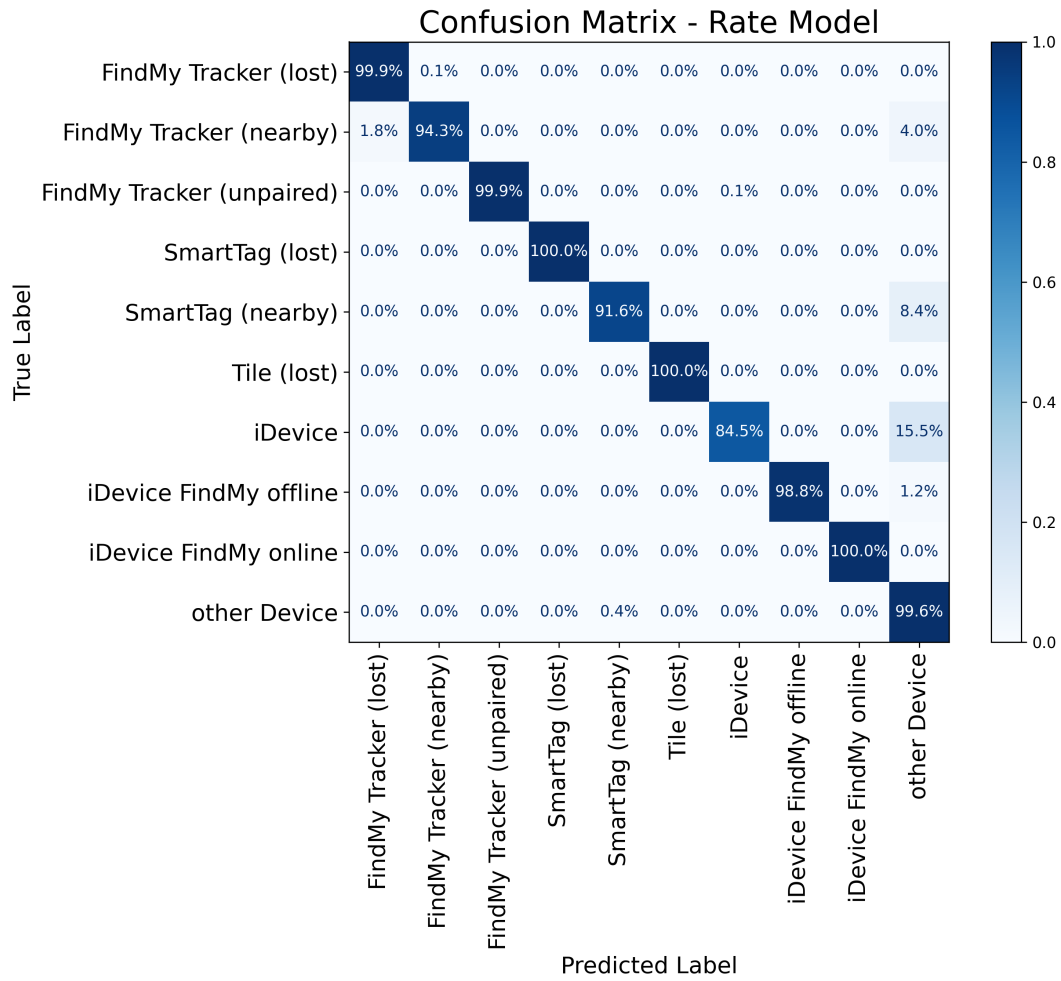 Confusion Matrix - Rate Model
FindMy Tracker (lost) 99.9% 0.1% 0.0% 0.0% 0.0% 0.0% 0.0% 0.0% 0.0% 0.0%
FindMy Tracker (nearby) 1.8% 94.3% 0.0% 0.0% 0.0% 0.0% 0.0% 0.0% 0.0% 4.0%
FindMy Tracker (unpaired) 0.0% 0.0% 99.9% 0.0% 0.0% 0.0% 0.1% 0.0% 0.0% 0.0%
SmartTag (lost) 0.0% 0.0% 0.0% 100.0% 0.0% 0.0% 0.0% 0.0% 0.0% 0.0%
SmartTag (nearby) 0.0% 0.0% 0.0% 0.0% 91.6% 0.0% 0.0% 0.0% 0.0% 8.4%
Tile (lost) 0.0% 0.0% 0.0% 0.0% 0.0% 100.0% 0.0% 0.0% 0.0% 0.0%
iDevice 0.0% 0.0% 0.0% 0.0% 0.0% 0.0% 84.5% 0.0% 0.0% 15.5%
iDevice FindMy offline 0.0% 0.0% 0.0% 0.0% 0.0% 0.0% 0.0% 98.8% 0.0% 1.2%
iDevice FindMy online 0.0% 0.0% 0.0% 0.0% 0.0% 0.0% 0.0% 0.0% 100.0% 0.0%
other Device 0.0% 0.0% 0.0% 0.0% 0.4% 0.0% 0.0% 0.0% 0.0% 99.6%
True Label
FindMy Tracker (lost)
FindMy Tracker (nearby)
FindMy Tracker (unpaired)
SmartTag (lost)
SmartTag (nearby)
Tile (lost)
iDevice
iDevice FindMy offline
iDevice FindMy online
other Device
Predicted Label
1.0
0.8
0.6
0.4
0.2
0.0